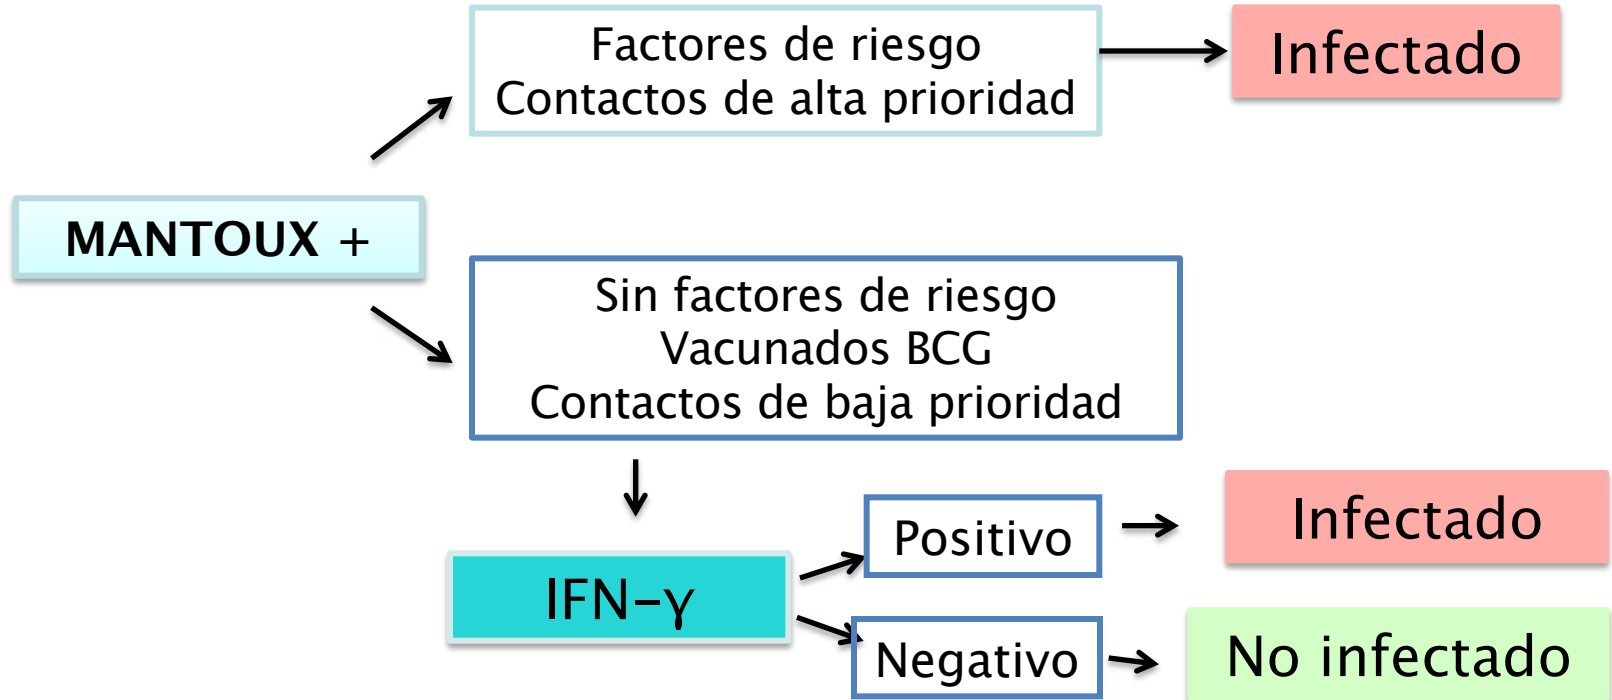 Factores de riesgo
Contactos de alta prioridad
Infectado
MANTOUX +
Sin factores de riesgo
Vacunados BCG
Contactos de baja prioridad
IFN-γ
Positivo
Infectado
Negativo
No infectado